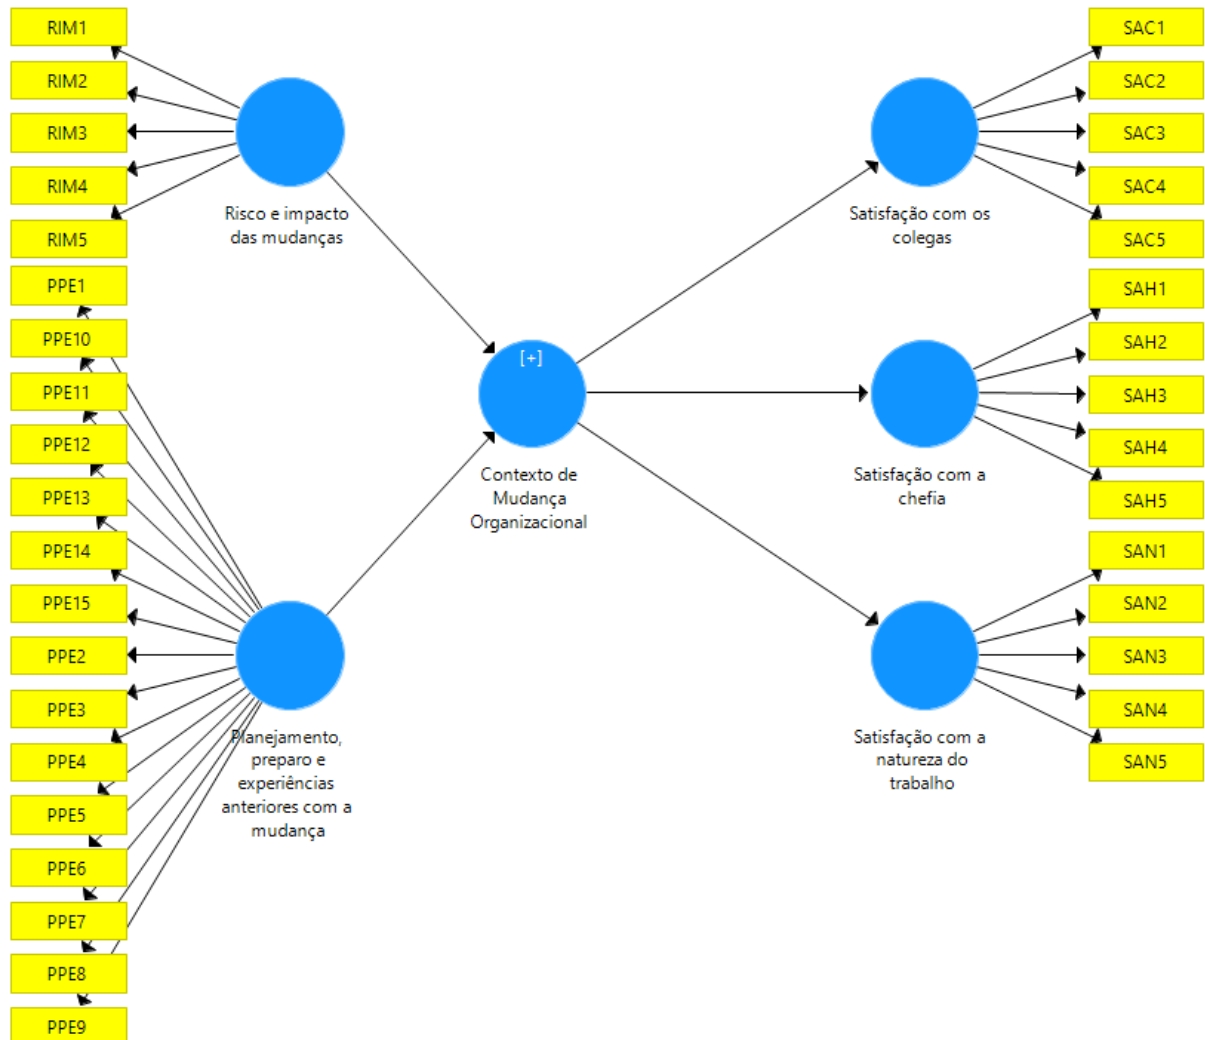 RIM1
RIM2
RIM3
RIM4
RIM5
Risco e impacto
das mudanças
PPE1
PPE10
PPE11
PPE12
PPE13
PPE14
PPE15
PPE2
PPE3
PPE4
PPE5
PPE6
PPE7
PPE8
PPE9
Planejamento,
preparo e
experiências
anteriores com a
mudança
[+]
Contexto de
Mudança
Organizacional
Satisfação com os
colegas
SAC1
SAC2
SAC3
SAC4
SAC5
Satisfação com a
chefia
SAH1
SAH2
SAH3
SAH4
SAH5
Satisfação com a
natureza do
trabalho
SAN1
SAN2
SAN3
SAN4
SAN5